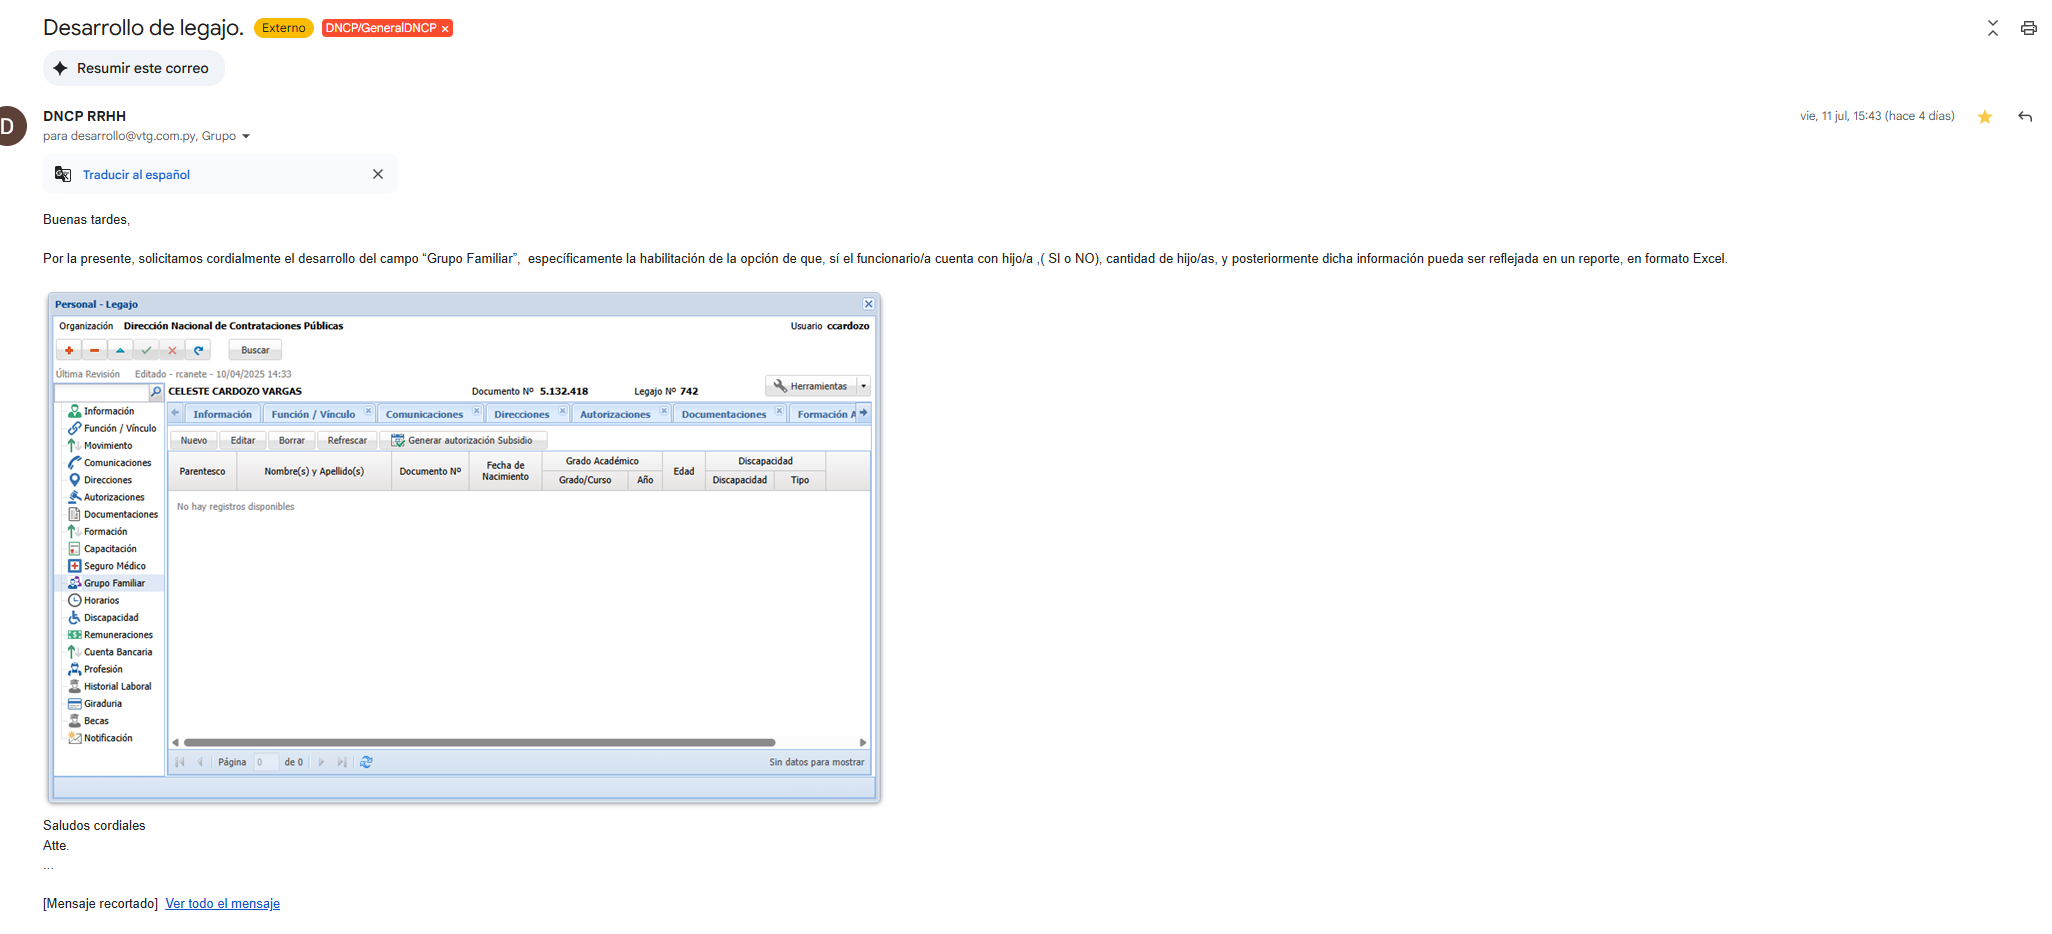 Desarrollo de legajo. Externo DNCP/GeneralDNCP ×
Resumir este correo
D
DNCP RRHH
vie, 11 jul, 15:43 (hace 4 días)
para desarrollo@vtg.com.py, Grupo
Traducir al español
Buenas tardes,
Por la presente, solicitamos cordialmente el desarrollo del campo “Grupo Familiar”,  específicamente la habilitación de la opción de que, sí el funcionario/a cuenta con hijo/a ,( SI o NO), cantidad de hijo/as, y posteriormente dicha información pueda ser reflejada en un reporte, en formato Excel.
Personal - Legajo
Organización Dirección Nacional de Contrataciones Públicas Usuario ccardozo
Buscar
Última Revisión Editado - rcanete - 10/04/2025 14:33
CELESTE CARDOZO VARGAS Documento Nº 5.132.418 Legajo Nº 742 Herramientas
Información
Función / Vínculo
Movimiento
Comunicaciones
Direcciones
Autorizaciones
Documentaciones
Formación
Capacitación
Seguro Médico
Grupo Familiar
Horarios
Discapacidad
Remuneraciones
Cuenta Bancaria
Profesión
Historial Laboral
Giraduria
Becas
Notificación
Información Función / Vínculo Comunicaciones Direcciones Autorizaciones Documentaciones Formación A
Nuevo Editar Borrar Refrescar Generar autorización Subsidio
Parentesco Nombre(s) y Apellido(s) Documento Nº Fecha de Nacimiento Grado Académico Edad Discapacidad
Grado/Curso Año Discapacidad Tipo
No hay registros disponibles
Página 0 de 0 Sin datos para mostrar
Saludos cordiales
Atte.
...
[Mensaje recortado] Ver todo el mensaje